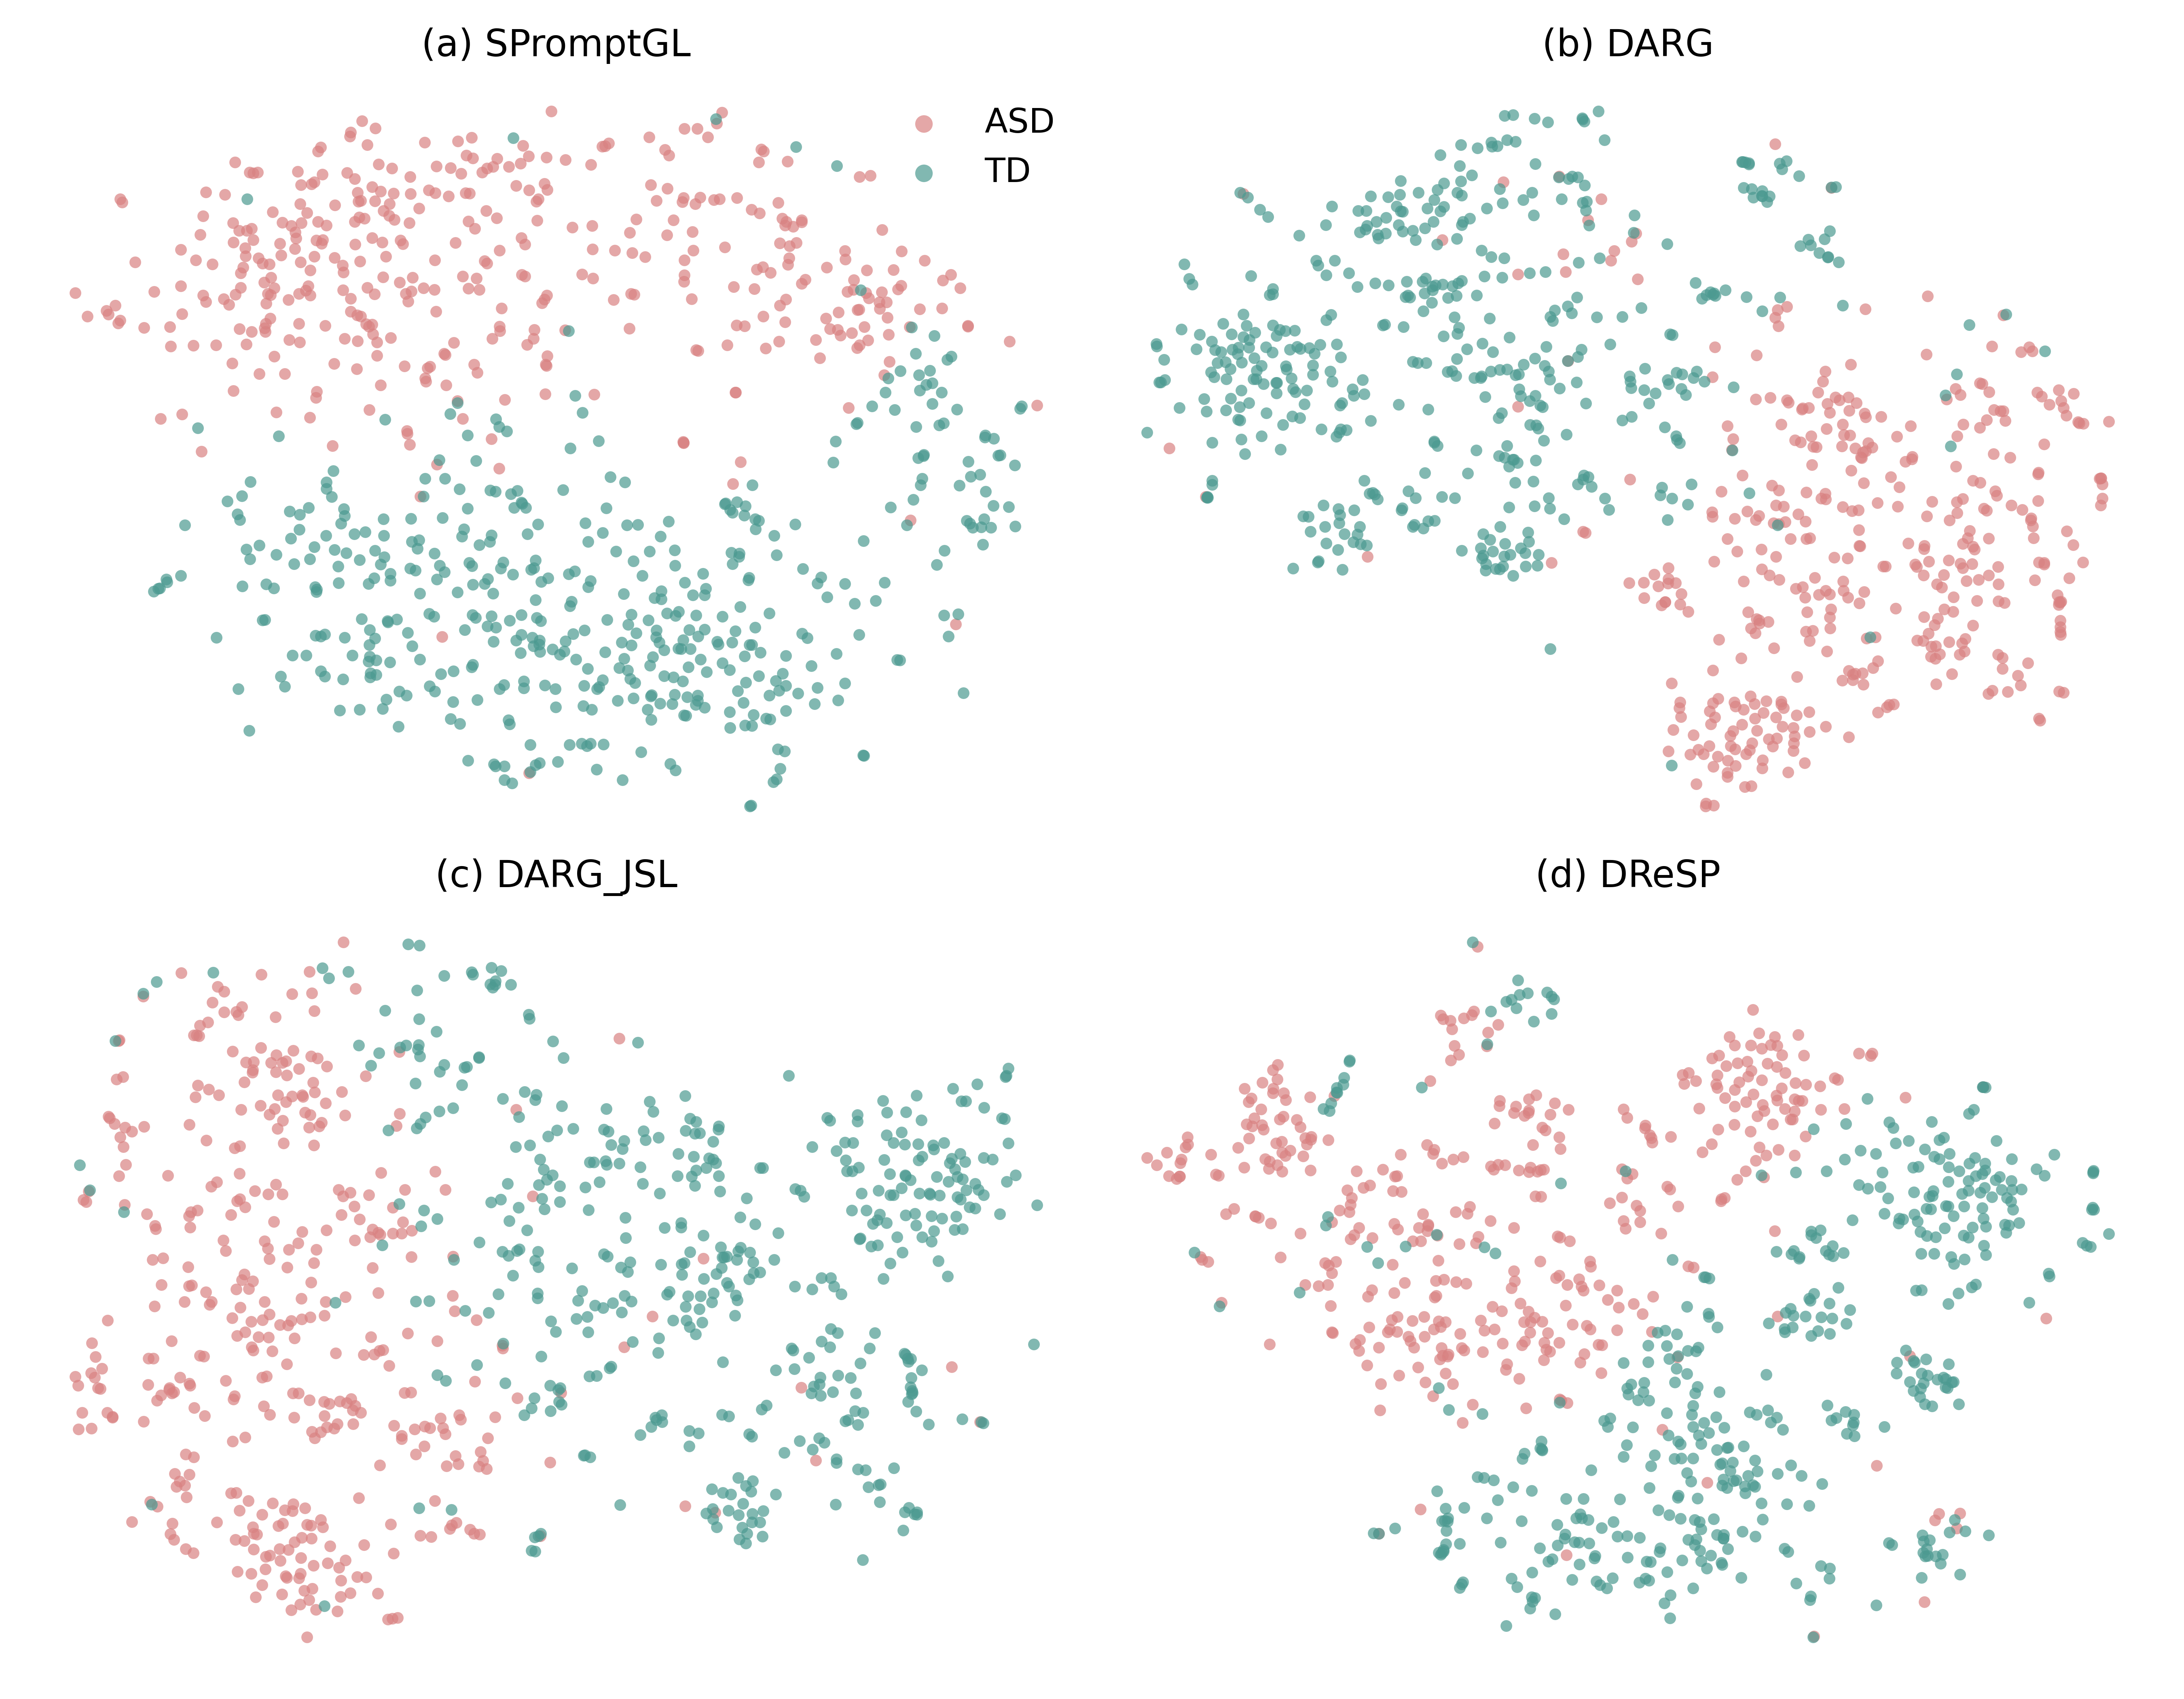 (a) SPromptGL
(b) DARG
ASD
TD
(c) DARG_JSL
(d) DReSP